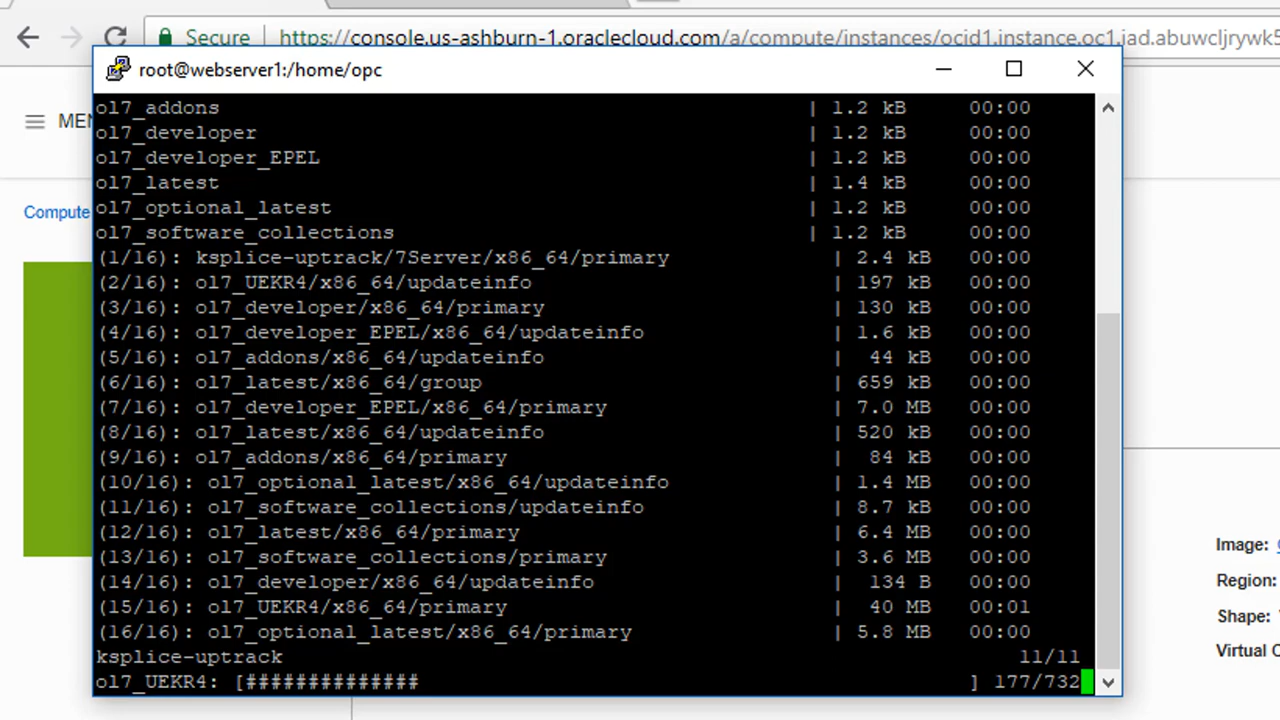 Secure
https://console.us-ashburn-1.oraclecloud.com/a/compute/instances/ocid1.instance.oc1.iad.abuwcljrywk5
root@webserver1:/home/opc
MEN
Compute
ol7_addons | 1.2 kB 00:00
ol7_developer | 1.2 kB 00:00
ol7_developer_EPEL | 1.2 kB 00:00
ol7_latest | 1.4 kB 00:00
ol7_optional_latest | 1.2 kB 00:00
ol7_software_collections | 1.2 kB 00:00
(1/16): ksplice-uptrack/7Server/x86_64/primary | 2.4 kB 00:00
(2/16): ol7_UEKR4/x86_64/updateinfo | 197 kB 00:00
(3/16): ol7_developer/x86_64/primary | 130 kB 00:00
(4/16): ol7_developer_EPEL/x86_64/updateinfo | 1.6 kB 00:00
(5/16): ol7_addons/x86_64/updateinfo | 44 kB 00:00
(6/16): ol7_latest/x86_64/group | 659 kB 00:00
(7/16): ol7_developer_EPEL/x86_64/primary | 7.0 MB 00:00
(8/16): ol7_latest/x86_64/updateinfo | 520 kB 00:00
(9/16): ol7_addons/x86_64/primary | 84 kB 00:00
(10/16): ol7_optional_latest/x86_64/updateinfo | 1.4 MB 00:00
(11/16): ol7_software_collections/updateinfo | 8.7 kB 00:00
(12/16): ol7_latest/x86_64/primary | 6.4 MB 00:00
(13/16): ol7_software_collections/primary | 3.6 MB 00:00
(14/16): ol7_developer/x86_64/updateinfo | 134 B 00:00
(15/16): ol7_UEKR4/x86_64/primary | 40 MB 00:01
(16/16): ol7_optional_latest/x86_64/primary | 5.8 MB 00:00
ksplice-uptrack 11/11
ol7_UEKR4: [############## ] 177/732
Image:
Region:
Shape:
Virtual C